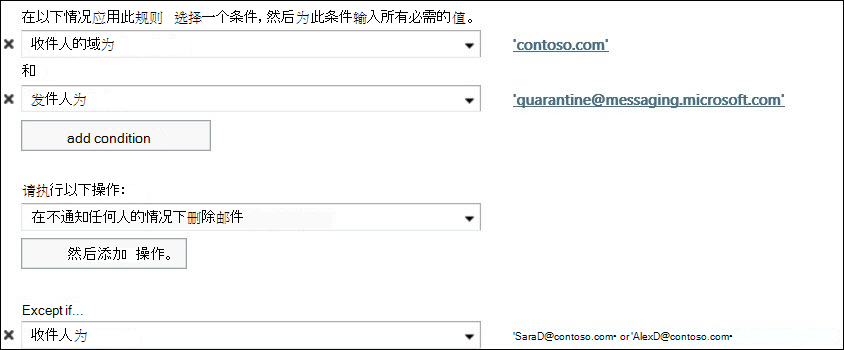 在以下情况应用此规则 选择一个条件，然后为此条件输入所有必需的值。
收件人的域为 'contoso.com'
和
发件人为 'quarantine@messaging.microsoft.com'
add condition
请执行以下操作：
在不通知任何人的情况下删除邮件
然后添加 操作。
Except if...
收件人为 'SaraD@contoso.com' or 'AlexD@contoso.com'